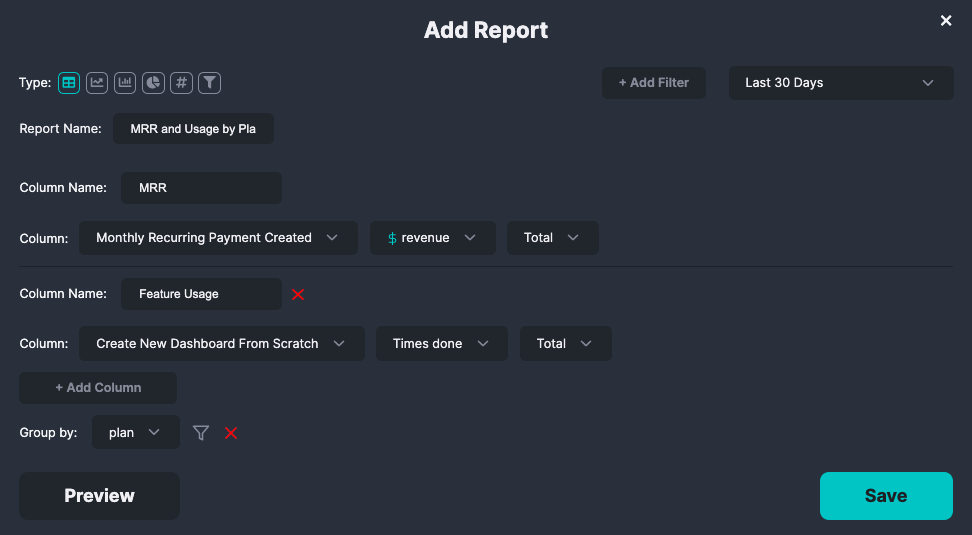 Add Report
Type: #
+ Add Filter
Last 30 Days
Report Name: MRR and Usage by Pla
Column Name: MRR
Column: Monthly Recurring Payment Created $ revenue Total
Column Name: Feature Usage
Column: Create New Dashboard From Scratch Times done Total
+ Add Column
Group by: plan
Preview
Save